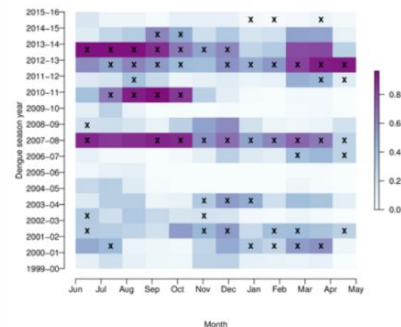 2015–16
2014–15
2013–14
2012–13
2011–12
2010–11
2009–10
2008–09
2007–08
2006–07
2005–06
2004–05
2003–04
2002–03
2001–02
2000–01
1999–00
Dengue season year
x x x
x x
x x x x x x x
x x x x x x x x x x x
x x x
x x x x
x
x x x x x x x x x x
x x
x x x
x x
x x x x x x x
x x x x x
Jun Jul Aug Sep Oct Nov Dec Jan Feb Mar Apr May
Month
0.8
0.6
0.4
0.2
0.0